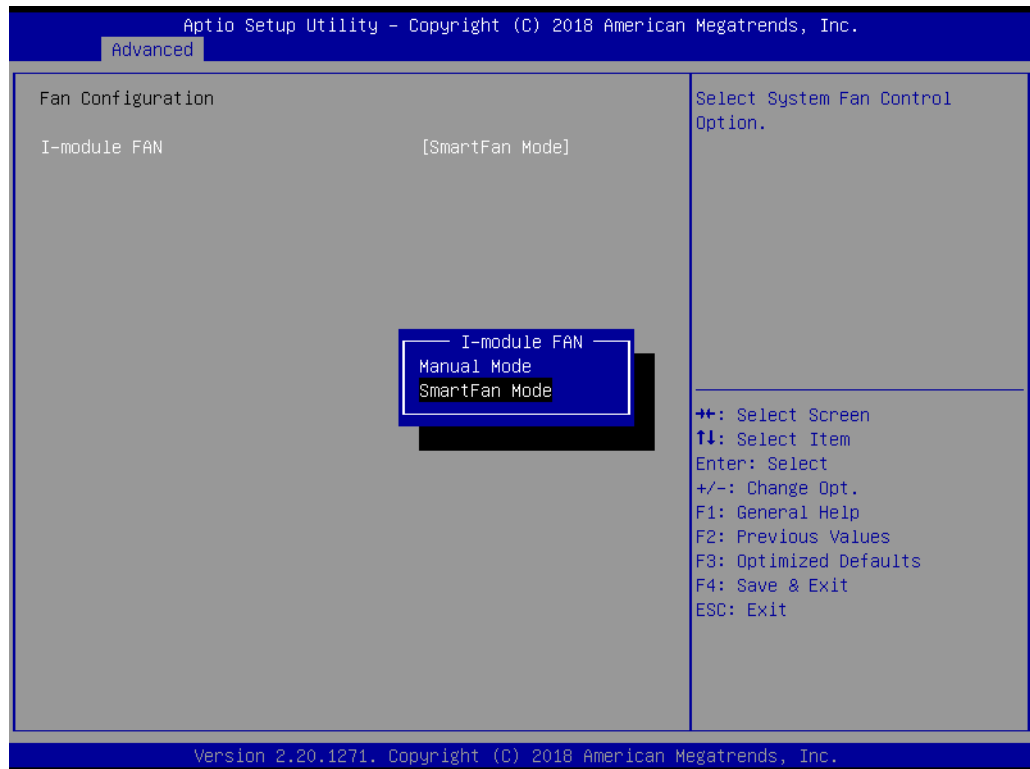 Aptio Setup Utility – Copyright (C) 2018 American Megatrends, Inc.
Advanced
Fan Configuration
I-module FAN [SmartFan Mode]
Select System Fan Control
Option.
I-module FAN
Manual Mode
SmartFan Mode
→←: Select Screen
↑↓: Select Item
Enter: Select
+/-: Change Opt.
F1: General Help
F2: Previous Values
F3: Optimized Defaults
F4: Save & Exit
ESC: Exit
Version 2.20.1271. Copyright (C) 2018 American Megatrends, Inc.